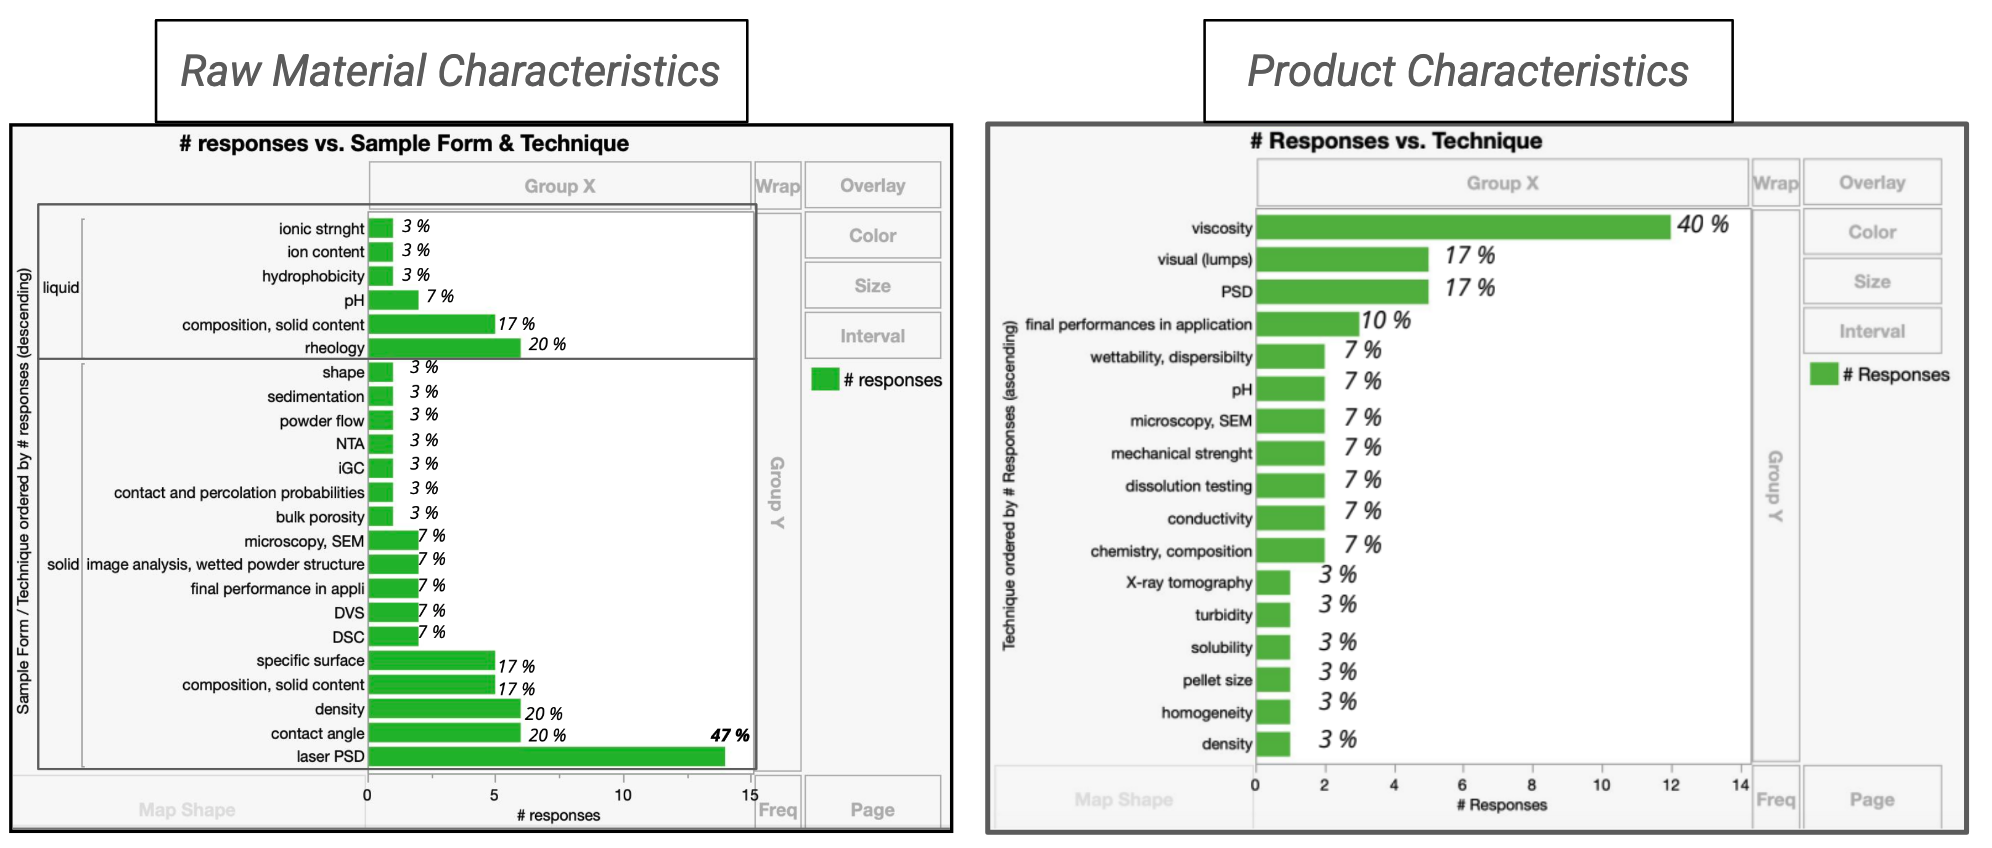 Raw Material Characteristics
# responses vs. Sample Form & Technique
Group X
Wrap
Overlay
Color
Size
Interval
# responses
Group Y
Sample Form / Technique ordered by # responses (descending)
liquid
ionic strnght 3 %
ion content 3 %
hydrophobicity 3 %
pH 7 %
composition, solid content 17 %
rheology 20 %
solid
shape 3 %
sedimentation 3 %
powder flow 3 %
NTA 3 %
iGC 3 %
contact and percolation probabilities 3 %
bulk porosity 3 %
microscopy, SEM 7 %
image analysis, wetted powder structure 7 %
final performance in appli 7 %
DVS 7 %
DSC 7 %
specific surface 17 %
composition, solid content 17 %
density 20 %
contact angle 20 %
laser PSD 47 %
0 5 10 15
# responses
Map Shape
Freq
Page
Product Characteristics
# Responses vs. Technique
Group X
Wrap
Overlay
Color
Size
Interval
# Responses
Group Y
Technique ordered by # Responses (ascending)
viscosity 40 %
visual (lumps) 17 %
PSD 17 %
final performances in application 10 %
wettability, dispersibilty 7 %
pH 7 %
microscopy, SEM 7 %
mechanical strenght 7 %
dissolution testing 7 %
conductivity 7 %
chemistry, composition 7 %
X-ray tomography 3 %
turbidity 3 %
solubility 3 %
pellet size 3 %
homogeneity 3 %
density 3 %
0 2 4 6 8 10 12 14
# Responses
Map Shape
Freq
Page